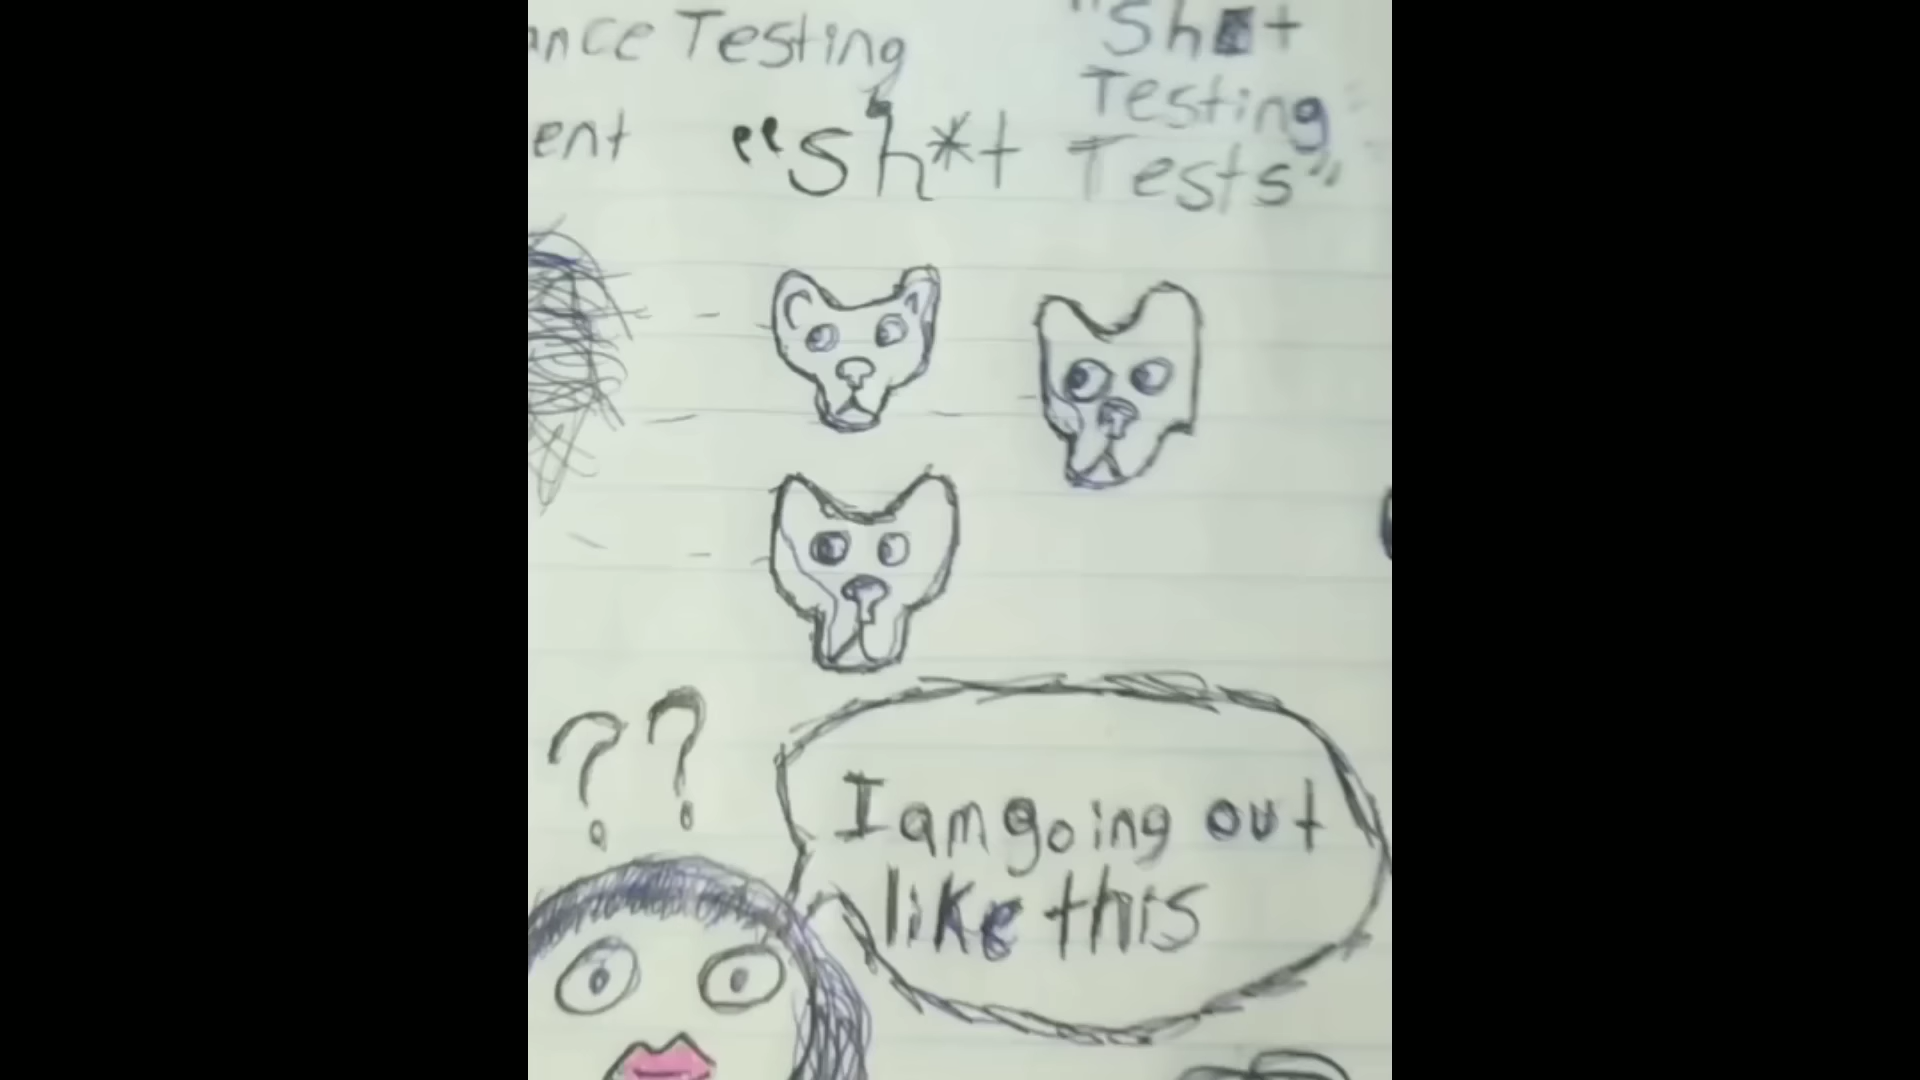 ance Testing
ent
"Sh*t
Testing
"sh*t Tests"
? ?
I am going out
like this